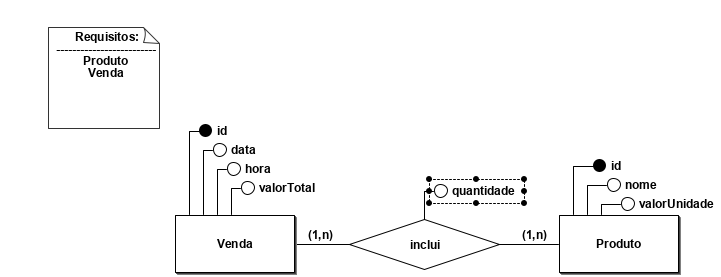 Requisitos:
Produto
Venda
id
data
hora
valorTotal
quantidade
id
nome
valorUnidade
Venda
(1,n)
inclui
(1,n)
Produto